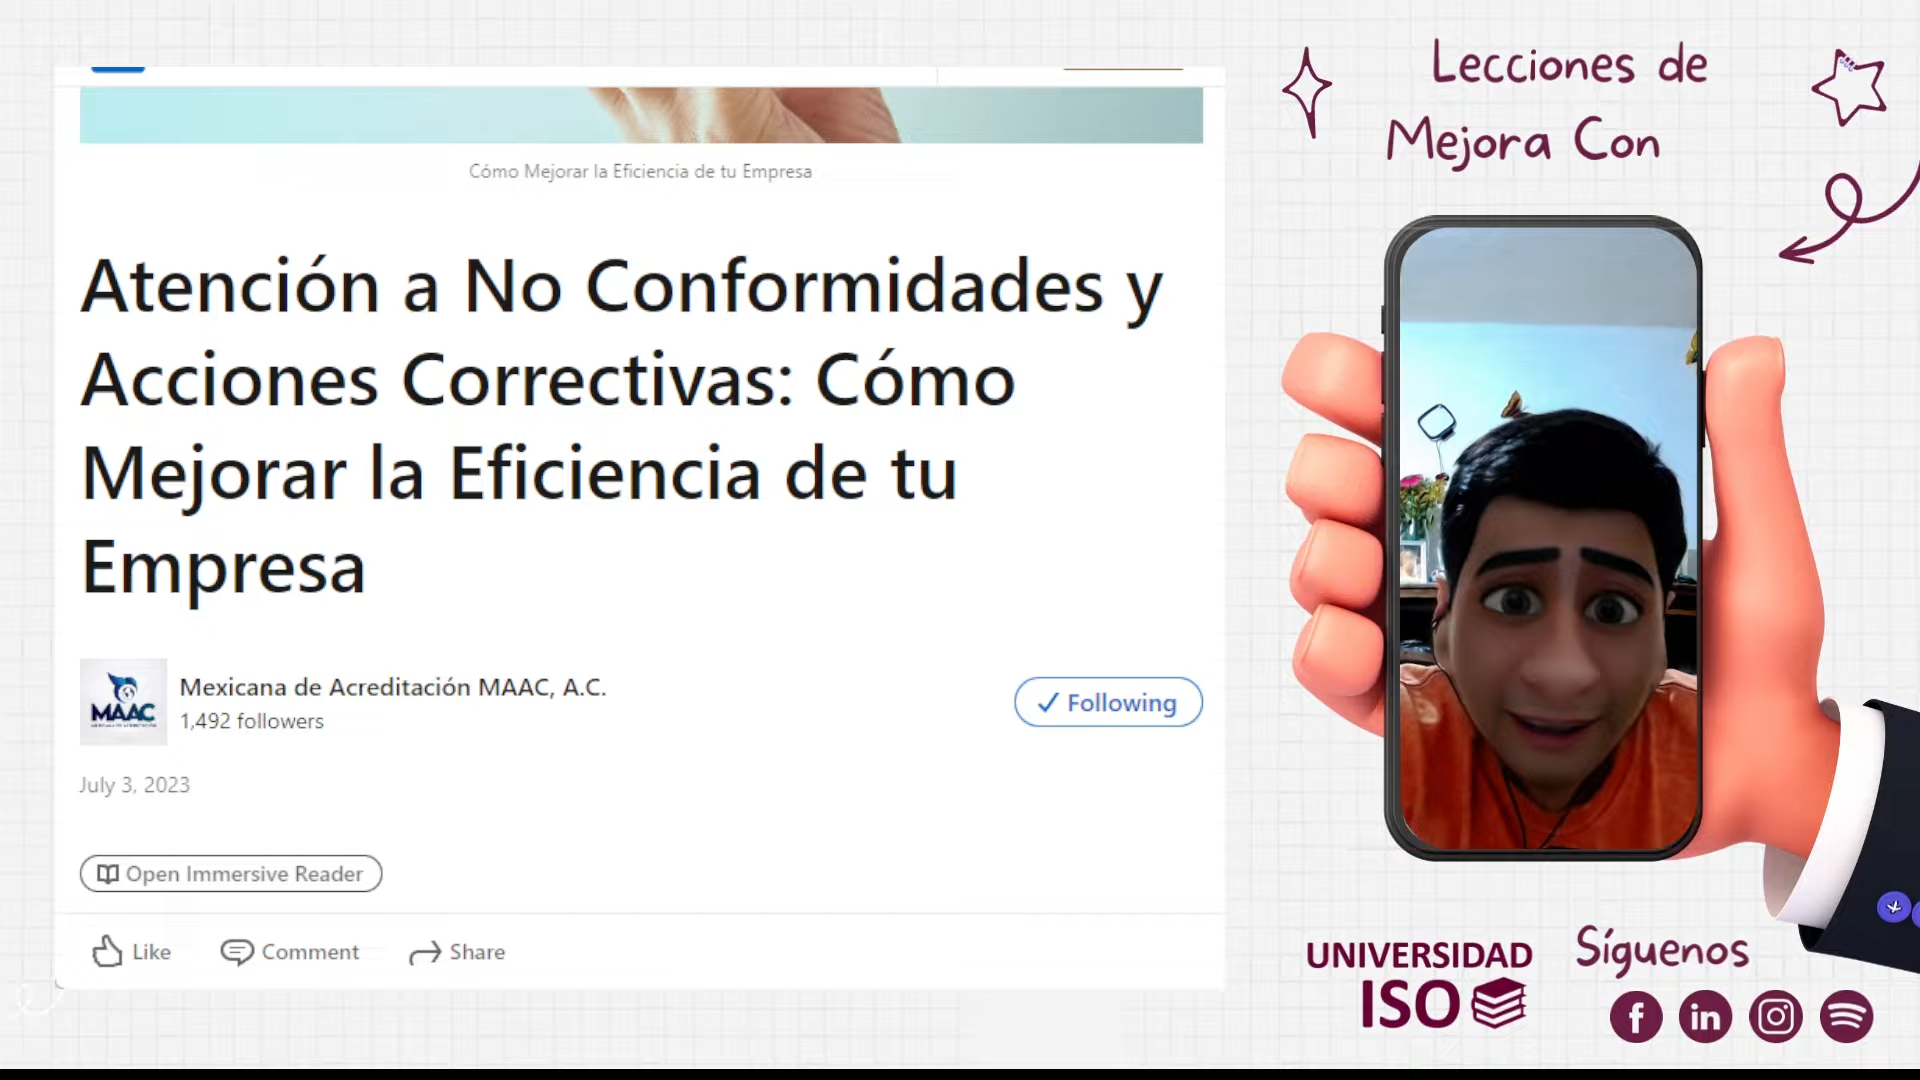 Cómo Mejorar la Eficiencia de tu Empresa
Atención a No Conformidades y
Acciones Correctivas: Cómo
Mejorar la Eficiencia de tu
Empresa
MAAC
Mexicana de Acreditación MAAC, A.C.
1,492 followers
Following
July 3, 2023
Open Immersive Reader
Like
Comment
Share
Lecciones de
Mejora Con
UNIVERSIDAD
ISO
Síguenos